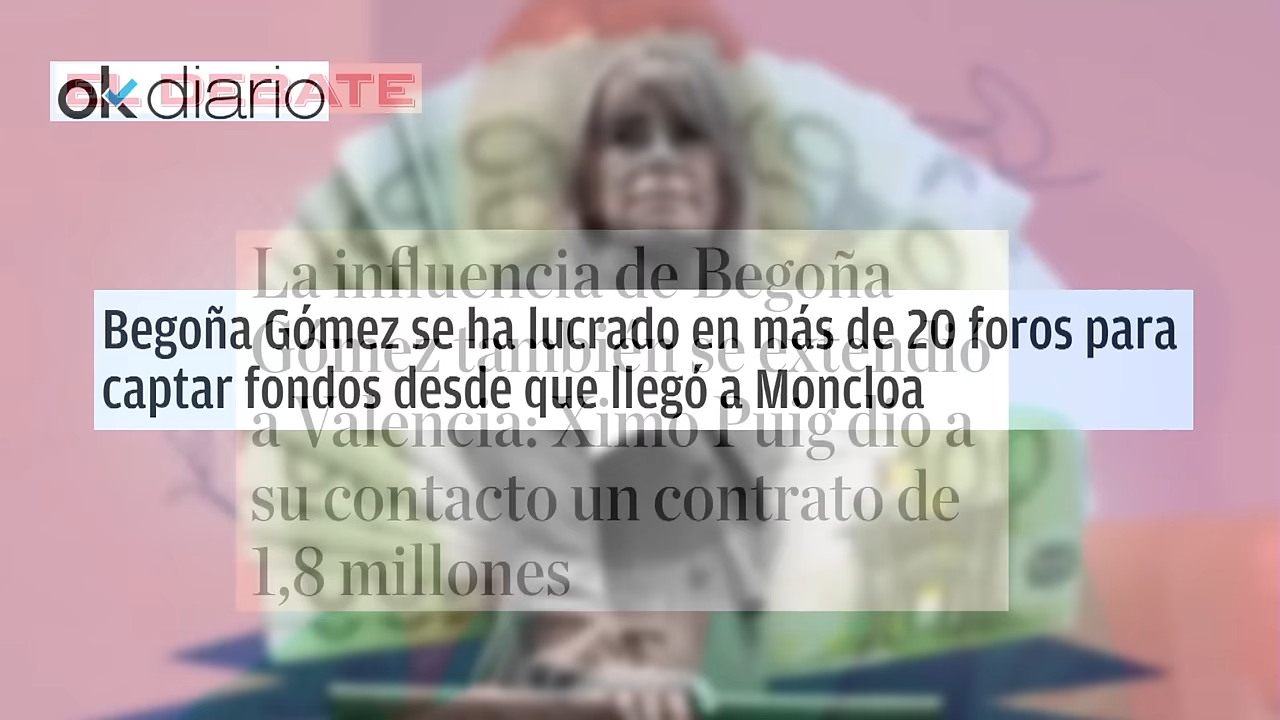 EL DEBATE
okdiario
La influencia de Begoña
Gómez también se extendió
a Valencia: Ximo Puig dio a
su contacto un contrato de
1,8 millones
Begoña Gómez se ha lucrado en más de 20 foros para
captar fondos desde que llegó a Moncloa